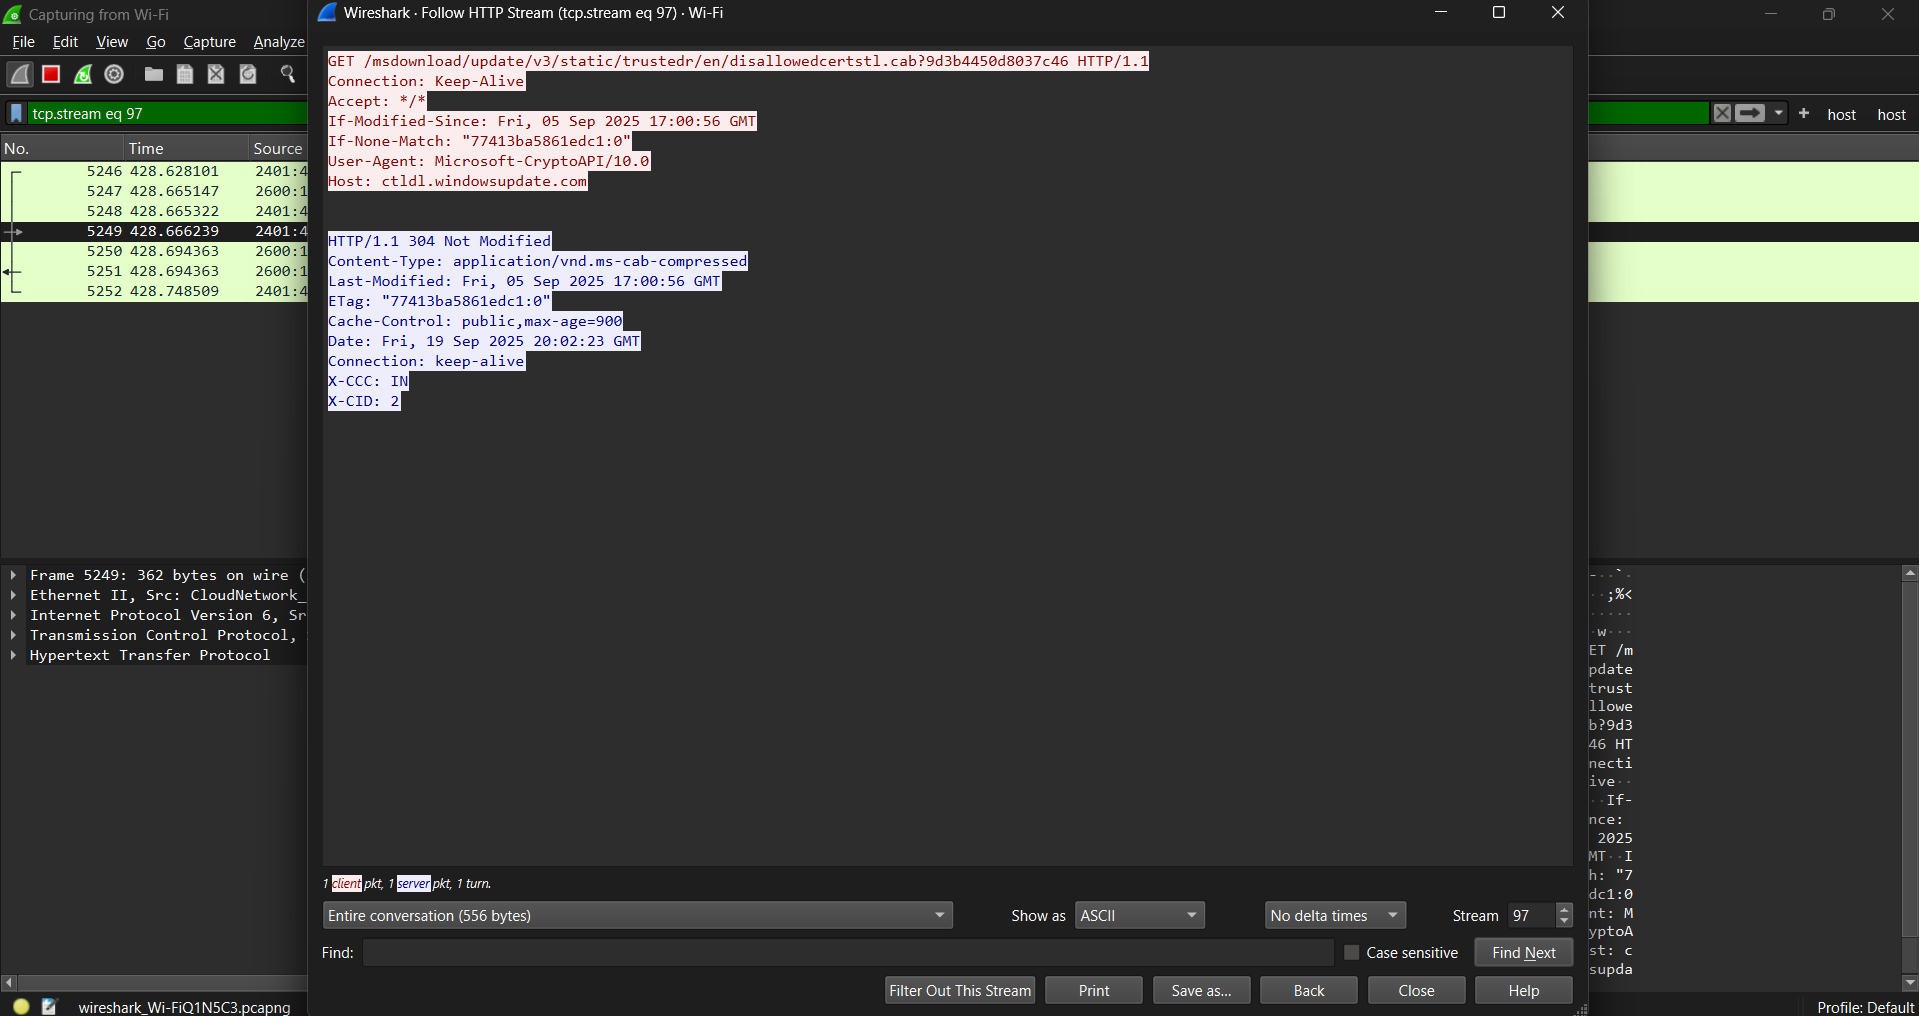 Capturing from Wi-Fi
Wireshark · Follow HTTP Stream (tcp.stream eq 97) · Wi-Fi
File Edit View Go Capture Analyze
tcp.stream eq 97
host host
No. Time Source
5246 428.628101 2401:4
5247 428.665147 2600:1
5248 428.665322 2401:4
5249 428.666239 2401:4
5250 428.694363 2600:1
5251 428.694363 2600:1
5252 428.748509 2401:4
GET /msdownload/update/v3/static/trustedr/en/disallowedcertstl.cab?9d3b4450d8037c46 HTTP/1.1
Connection: Keep-Alive
Accept: */*
If-Modified-Since: Fri, 05 Sep 2025 17:00:56 GMT
If-None-Match: "77413ba5861edc1:0"
User-Agent: Microsoft-CryptoAPI/10.0
Host: ctldl.windowsupdate.com
HTTP/1.1 304 Not Modified
Content-Type: application/vnd.ms-cab-compressed
Last-Modified: Fri, 05 Sep 2025 17:00:56 GMT
ETag: "77413ba5861edc1:0"
Cache-Control: public,max-age=900
Date: Fri, 19 Sep 2025 20:02:23 GMT
Connection: keep-alive
X-CCC: IN
X-CID: 2
Frame 5249: 362 bytes on wire (
Ethernet II, Src: CloudNetwork_
Internet Protocol Version 6, Sr
Transmission Control Protocol,
Hypertext Transfer Protocol
-··`·
··;%<
·····
·w···
ET /m
pdate
trust
llowe
b?9d3
46 HT
necti
ive··
··If-
nce:
2025
MT··I
h: "7
dc1:0
nt: M
yptoA
st: c
supda
1 client pkt, 1 server pkt, 1 turn.
Entire conversation (556 bytes)
Show as ASCII
No delta times
Stream 97
Find:
Case sensitive
Find Next
Filter Out This Stream
Print
Save as...
Back
Close
Help
wireshark_Wi-FiQ1N5C3.pcapng
Profile: Default